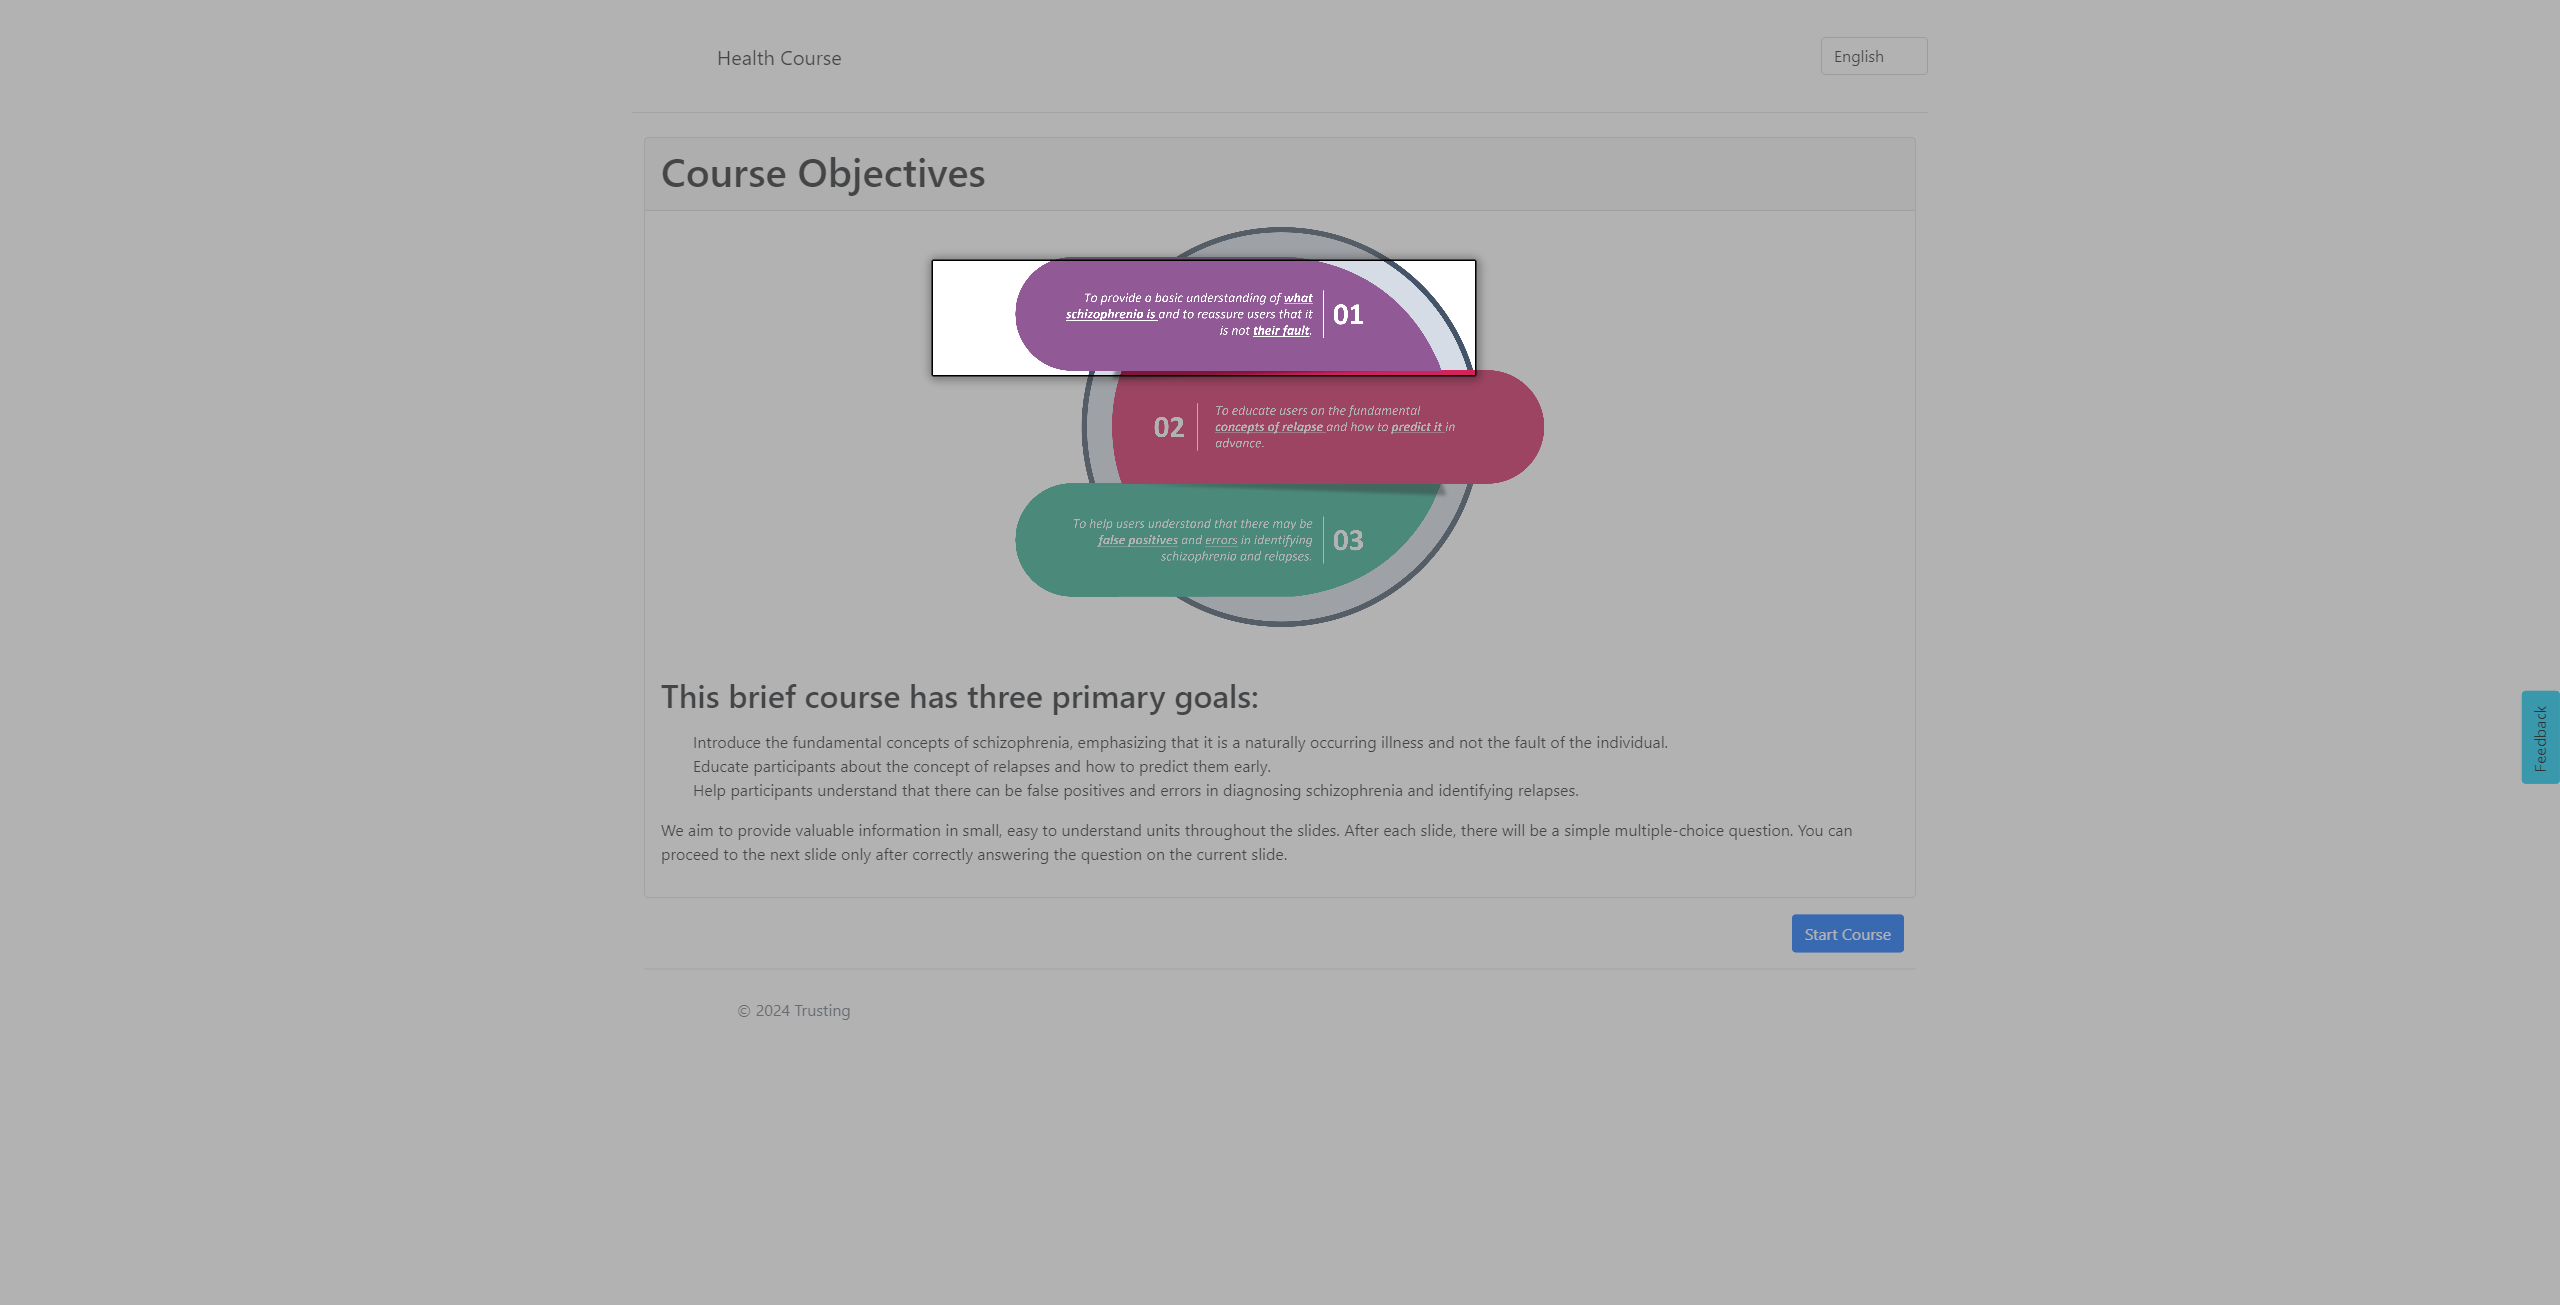 Health Course
English
Course Objectives
To provide a basic understanding of what
schizophrenia is and to reassure users that it
is not their fault.
01
02
To educate users on the fundamental
concepts of relapse and how to predict it in
advance.
To help users understand that there may be
false positives and errors in identifying
schizophrenia and relapses.
03
This brief course has three primary goals:
Introduce the fundamental concepts of schizophrenia, emphasizing that it is a naturally occurring illness and not the fault of the individual.
Educate participants about the concept of relapses and how to predict them early.
Help participants understand that there can be false positives and errors in diagnosing schizophrenia and identifying relapses.
We aim to provide valuable information in small, easy to understand units throughout the slides. After each slide, there will be a simple multiple-choice question. You can
proceed to the next slide only after correctly answering the question on the current slide.
Feedback
Start Course
© 2024 Trusting